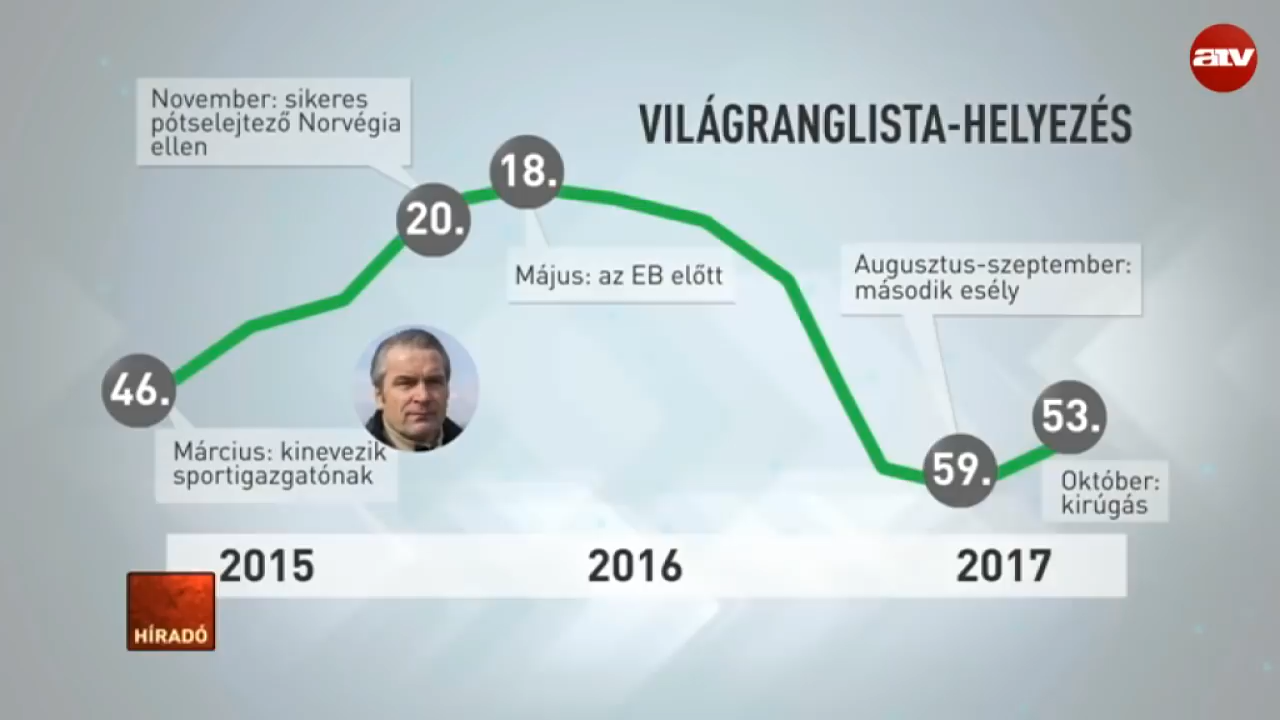 atv
VILÁGRANGLISTA-HELYEZÉS
November: sikeres
pótselejtező Norvégia
ellen
18.
20.
Május: az EB előtt
Augusztus-szeptember:
második esély
46.
53.
Március: kinevezik
sportigazgatónak
59.
Október:
kirúgás
2015
2016
2017
HÍRADÓ